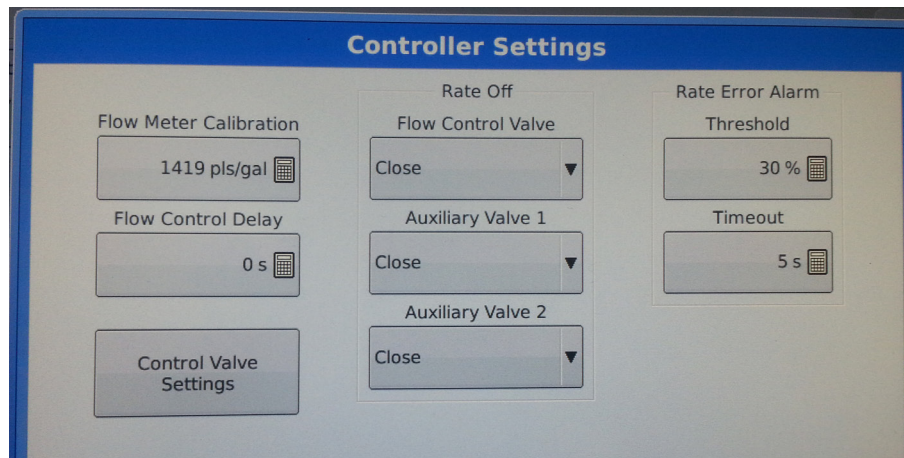 Controller Settings
Flow Meter Calibration
1419 pls/gal
Flow Control Delay
0 s
Control Valve
Settings
Rate Off
Flow Control Valve
Close
Auxiliary Valve 1
Close
Auxiliary Valve 2
Close
Rate Error Alarm
Threshold
30 %
Timeout
5 s